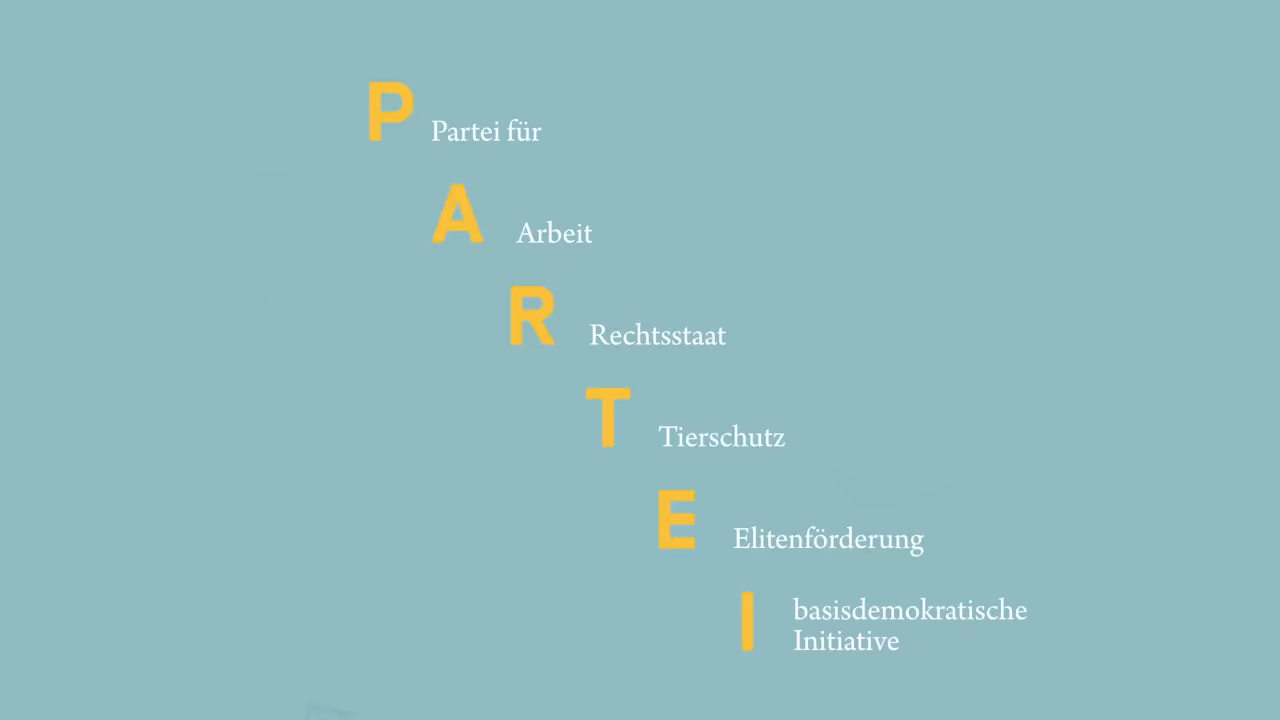 P Partei für
A Arbeit
R Rechtsstaat
T Tierschutz
E Elitenförderung
I basisdemokratische
Initiative